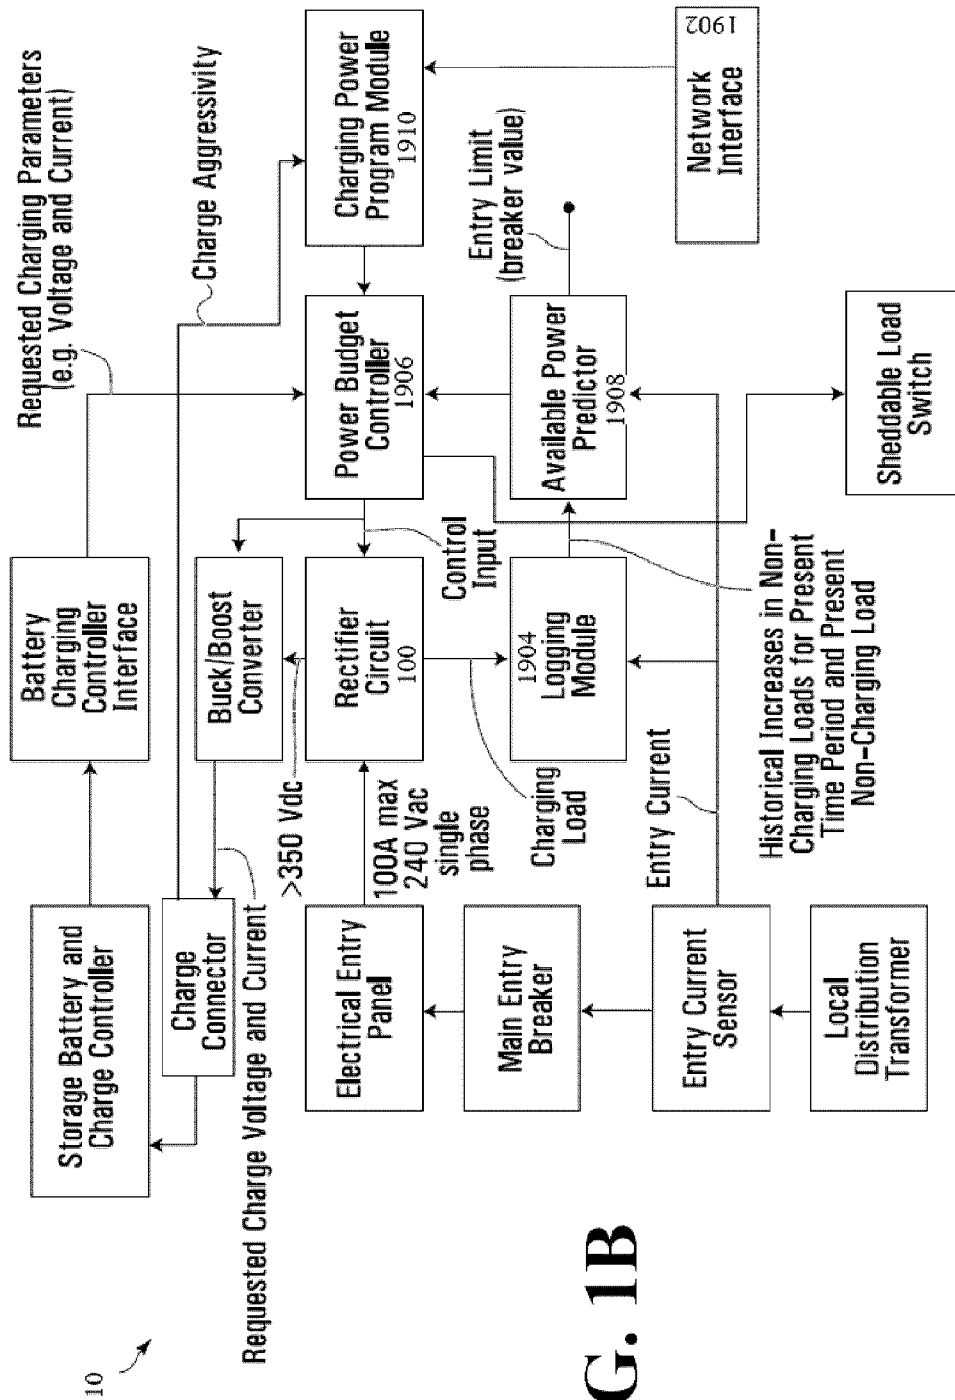 10
Storage Battery and
Charge Controller
Battery
Charging
Controller
Interface
Requested Charging Parameters
(e.g. Voltage and Current)
Charge
Connector
Charge Aggressivity
Requested Charge Voltage and Current
Buck/Boost
Converter
>350 Vdc
Electrical Entry
Panel
100A max
240 Vac
single
phase
Rectifier
Circuit
100
Control
Input
Power Budget
Controller
1906
Charging Power
Program Module
1910
Main Entry
Breaker
Charging
Load
1904
Logging
Module
Available Power
Predictor
1908
Entry Limit
(breaker value)
Entry Current
Sensor
Entry Current
1902
Network
Interface
Local
Distribution
Transformer
Historical Increases in Non-
Charging Loads for Present
Time Period and Present
Non-Charging Load
Sheddable Load
Switch
G. 1B